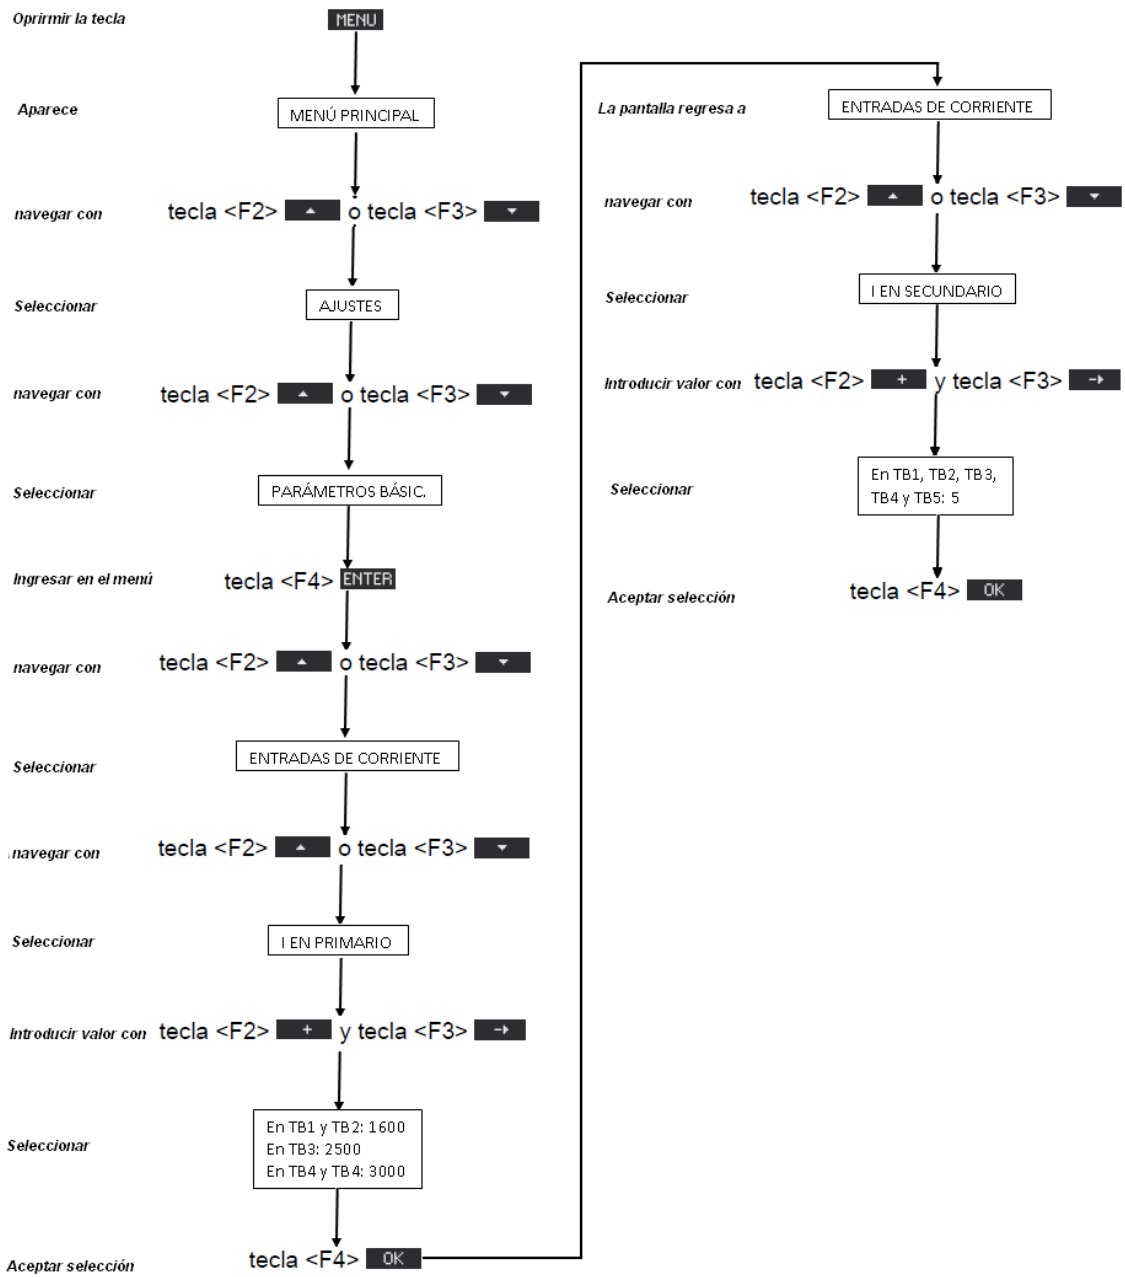 Oprirmir la tecla MENU
Aparece MENÚ PRINCIPAL
navegar con tecla <F2> o tecla <F3>
Seleccionar AJUSTES
navegar con tecla <F2> o tecla <F3>
Seleccionar PARÁMETROS BÁSIC.
Ingresar en el menú tecla <F4> ENTER
navegar con tecla <F2> o tecla <F3>
Seleccionar ENTRADAS DE CORRIENTE
navegar con tecla <F2> o tecla <F3>
Seleccionar I EN PRIMARIO
Introducir valor con tecla <F2> + y tecla <F3> →
Seleccionar
En TB1 y TB2: 1600
En TB3: 2500
En TB4 y TB4: 3000
Aceptar selección tecla <F4> OK
La pantalla regresa a ENTRADAS DE CORRIENTE
navegar con tecla <F2> o tecla <F3>
Seleccionar I EN SECUNDARIO
Introducir valor con tecla <F2> + y tecla <F3> →
Seleccionar
En TB1, TB2, TB3,
TB4 y TB5: 5
Aceptar selección tecla <F4> OK